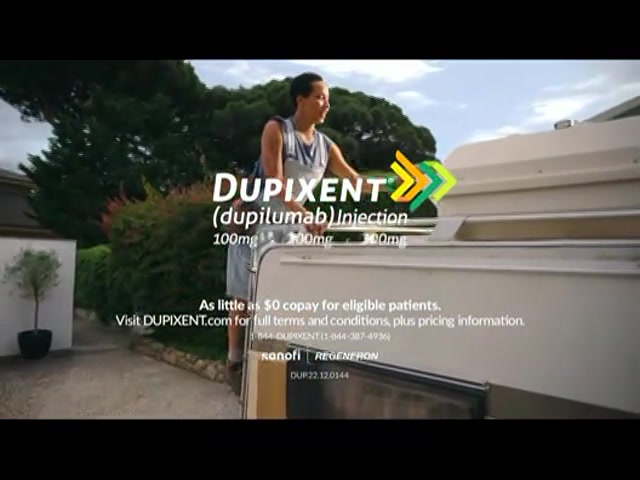 DUPIXENT
(dupilumab) Injection
100mg 200mg 300mg
As little as $0 copay for eligible patients.
Visit DUPIXENT.com for full terms and conditions, plus pricing information.
1-844-DUPIXENT (1-844-387-4936)
sanofi | REGENERON
DUP.22.12.0144